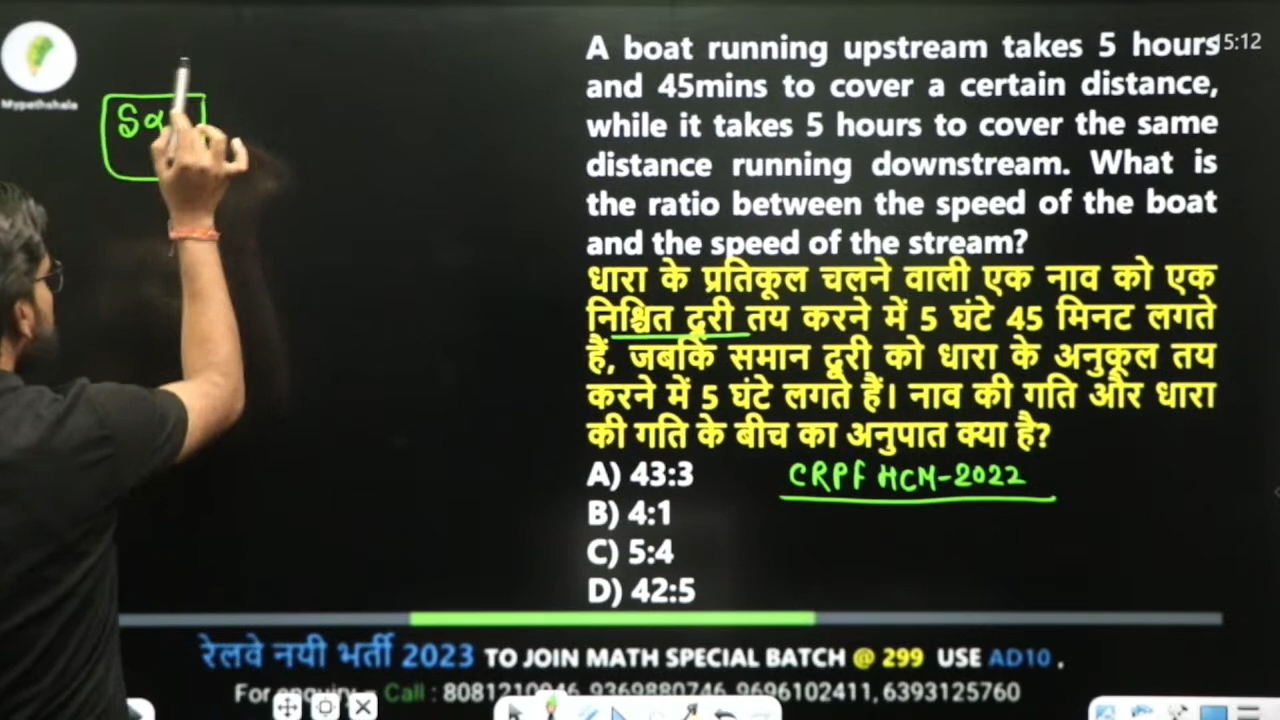 A boat running upstream takes 5 hours
15:12
and 45mins to cover a certain distance,
while it takes 5 hours to cover the same
distance running downstream. What is
the ratio between the speed of the boat
and the speed of the stream?
धारा के प्रतिकूल चलने वाली एक नाव को एक
निश्चित दूरी तय करने में 5 घंटे 45 मिनट लगते
हैं, जबकि समान दूरी को धारा के अनुकूल तय
करने में 5 घंटे लगते हैं। नाव की गति और धारा
की गति के बीच का अनुपात क्या है?
A) 43:3
CRPF HCM-2022
B) 4:1
C) 5:4
D) 42:5
Mypathshala
रेलवे नयी भर्ती 2023 TO JOIN MATH SPECIAL BATCH @ 299 USE AD10 .
For enquiry - Call : 8081210946, 9369880746, 9696102411, 6393125760